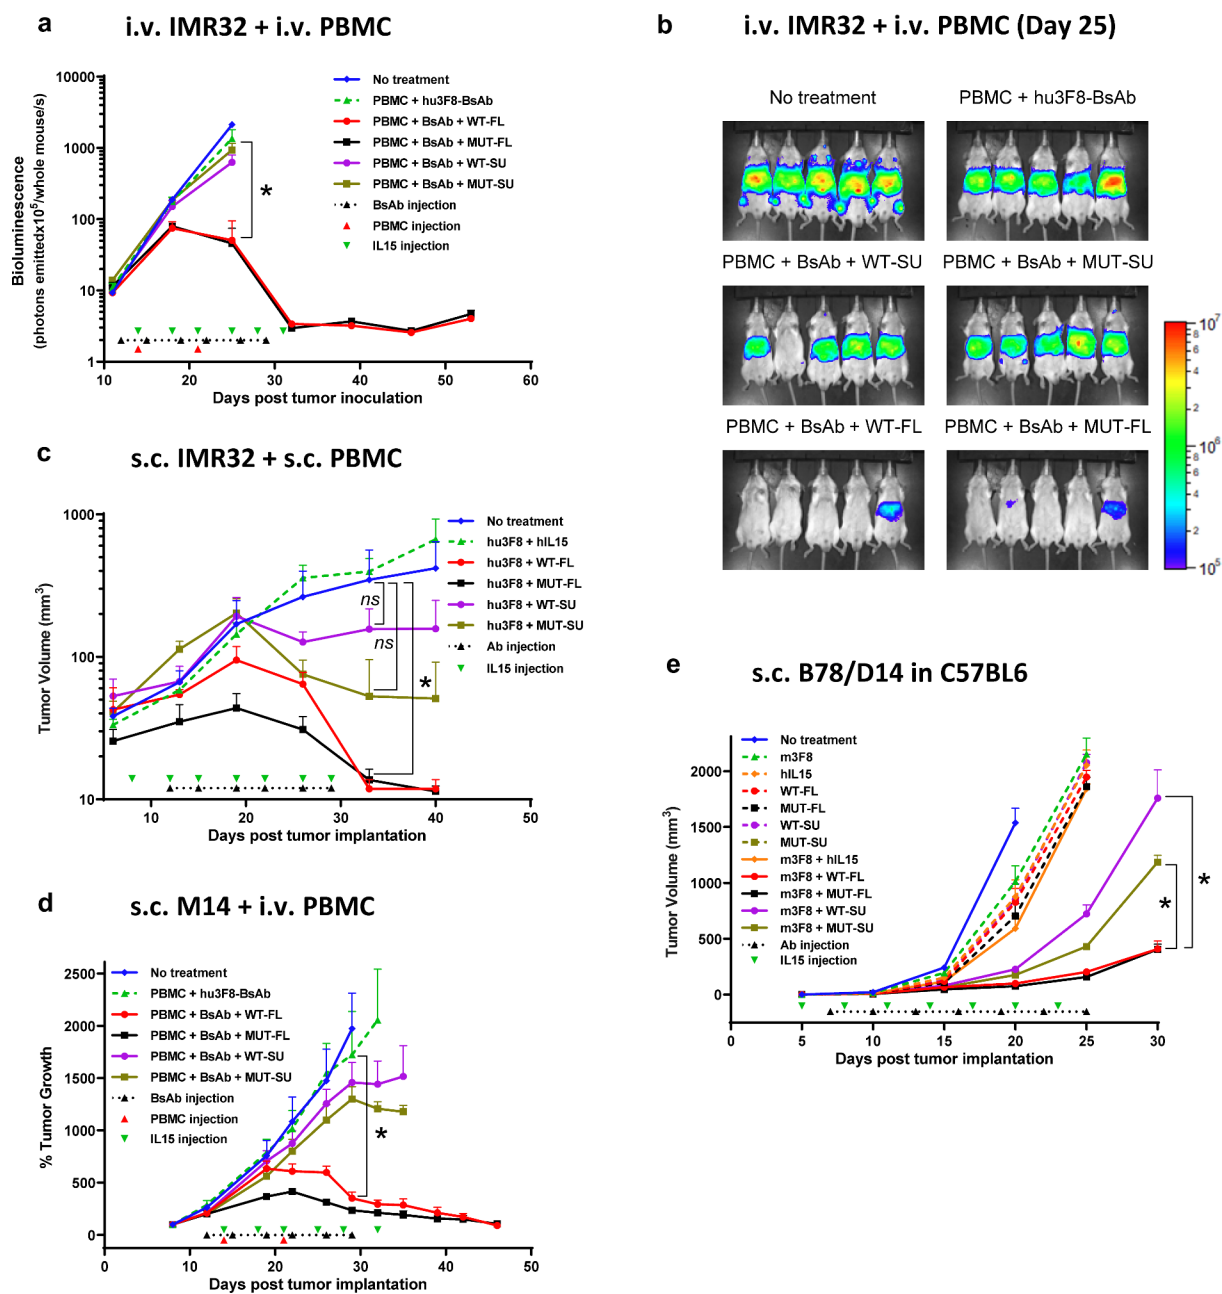 a
i.v. IMR32 + i.v. PBMC
10000
1000
100
10
1
10
20
30
40
50
60
Bioluminescence
(photons emittedx10⁵/whole mouse/s)
Days post tumor inoculation
No treatment
PBMC + hu3F8-BsAb
PBMC + BsAb + WT-FL
PBMC + BsAb + MUT-FL
PBMC + BsAb + WT-SU
PBMC + BsAb + MUT-SU
BsAb injection
PBMC injection
IL15 injection
*
b
i.v. IMR32 + i.v. PBMC (Day 25)
No treatment
PBMC + hu3F8-BsAb
PBMC + BsAb + WT-SU
PBMC + BsAb + MUT-SU
PBMC + BsAb + WT-FL
PBMC + BsAb + MUT-FL
10⁷
8
6
4
2
10⁶
8
6
4
2
10⁵
c
s.c. IMR32 + s.c. PBMC
1000
100
10
10
20
30
40
50
Tumor Volume (mm³)
Days post tumor implantation
No treatment
hu3F8 + hIL15
hu3F8 + WT-FL
hu3F8 + MUT-FL
hu3F8 + WT-SU
hu3F8 + MUT-SU
Ab injection
IL15 injection
ns
ns
*
d
s.c. M14 + i.v. PBMC
2500
2000
1500
1000
500
0
0
10
20
30
40
50
% Tumor Growth
Days post tumor implantation
No treatment
PBMC + hu3F8-BsAb
PBMC + BsAb + WT-FL
PBMC + BsAb + MUT-FL
PBMC + BsAb + WT-SU
PBMC + BsAb + MUT-SU
BsAb injection
PBMC injection
IL15 injection
*
e
s.c. B78/D14 in C57BL6
2000
1500
1000
500
0
0
5
10
15
20
25
30
Tumor Volume (mm³)
Days post tumor implantation
No treatment
m3F8
hIL15
WT-FL
MUT-FL
WT-SU
MUT-SU
m3F8 + hIL15
m3F8 + WT-FL
m3F8 + MUT-FL
m3F8 + WT-SU
m3F8 + MUT-SU
Ab injection
IL15 injection
*
*